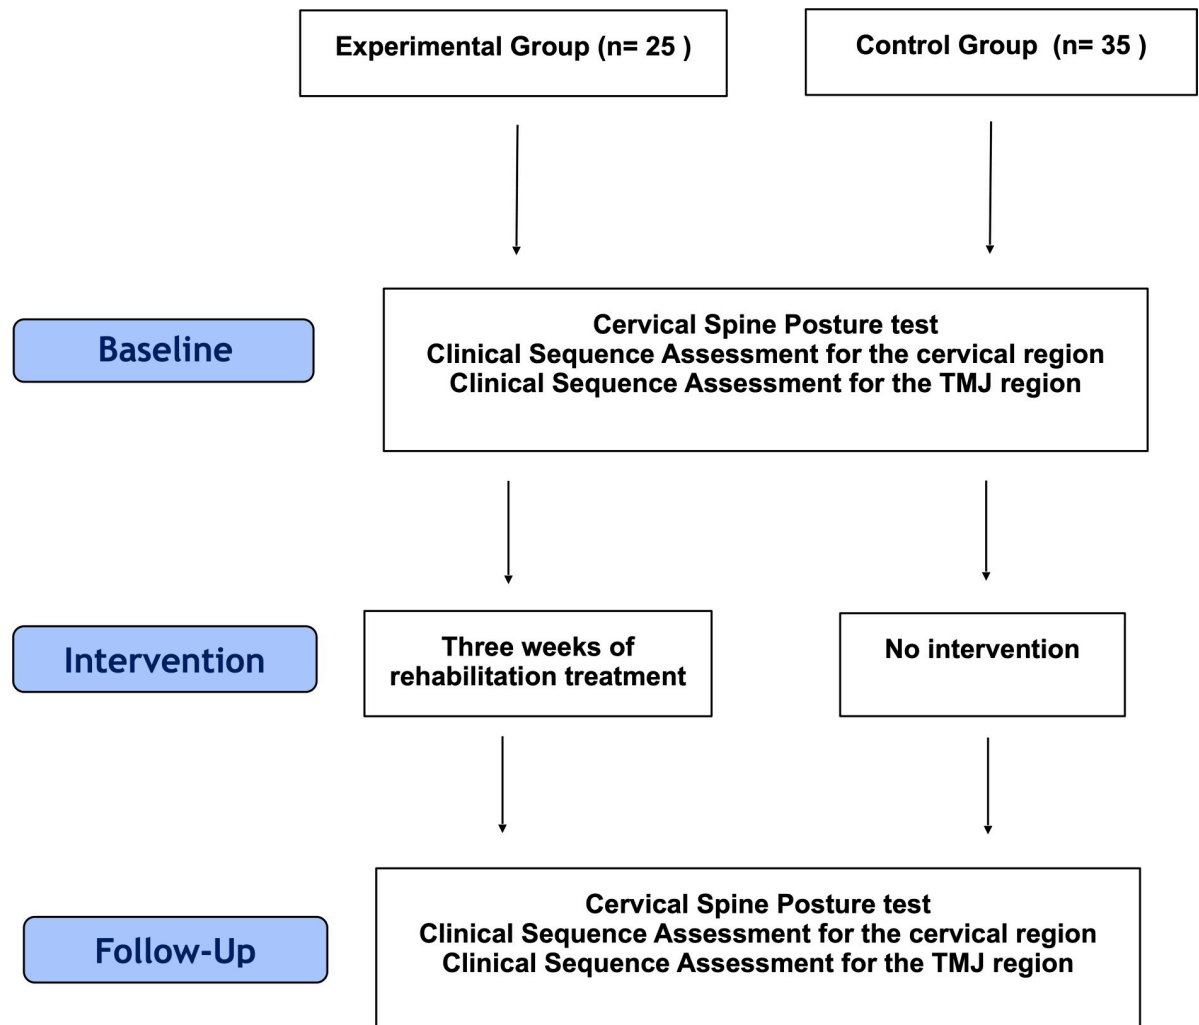 Experimental Group (n= 25 )
Control Group  (n= 35 )
Baseline
Cervical Spine Posture test
Clinical Sequence Assessment for the cervical region
Clinical Sequence Assessment for the TMJ region
Intervention
Three weeks of
rehabilitation treatment
No intervention
Follow-Up
Cervical Spine Posture test
Clinical Sequence Assessment for the cervical region
Clinical Sequence Assessment for the TMJ region